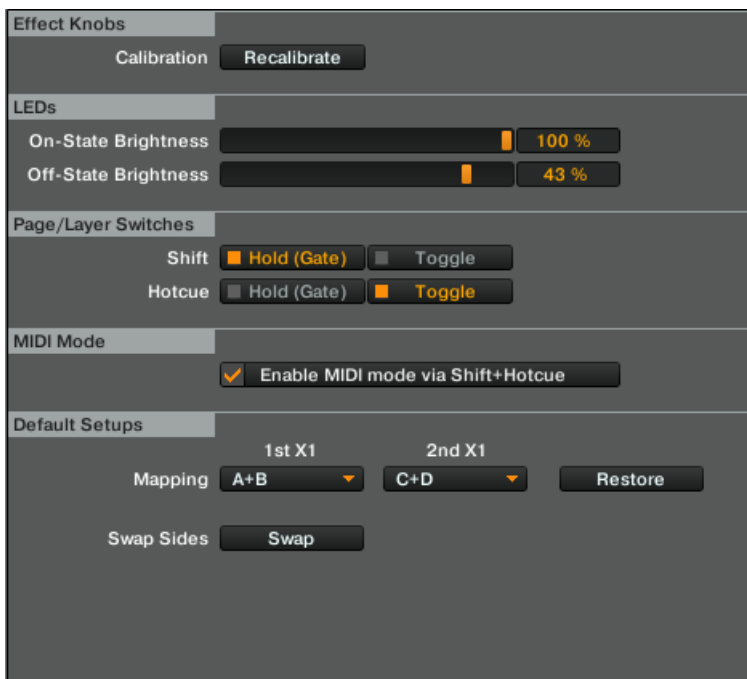 Effect Knobs
Calibration Recalibrate
LEDs
On-State Brightness 100 %
Off-State Brightness 43 %
Page/Layer Switches
Shift Hold (Gate) Toggle
Hotcue Hold (Gate) Toggle
MIDI Mode
Enable MIDI mode via Shift+Hotcue
Default Setups
1st X1 2nd X1
Mapping A+B C+D Restore
Swap Sides Swap